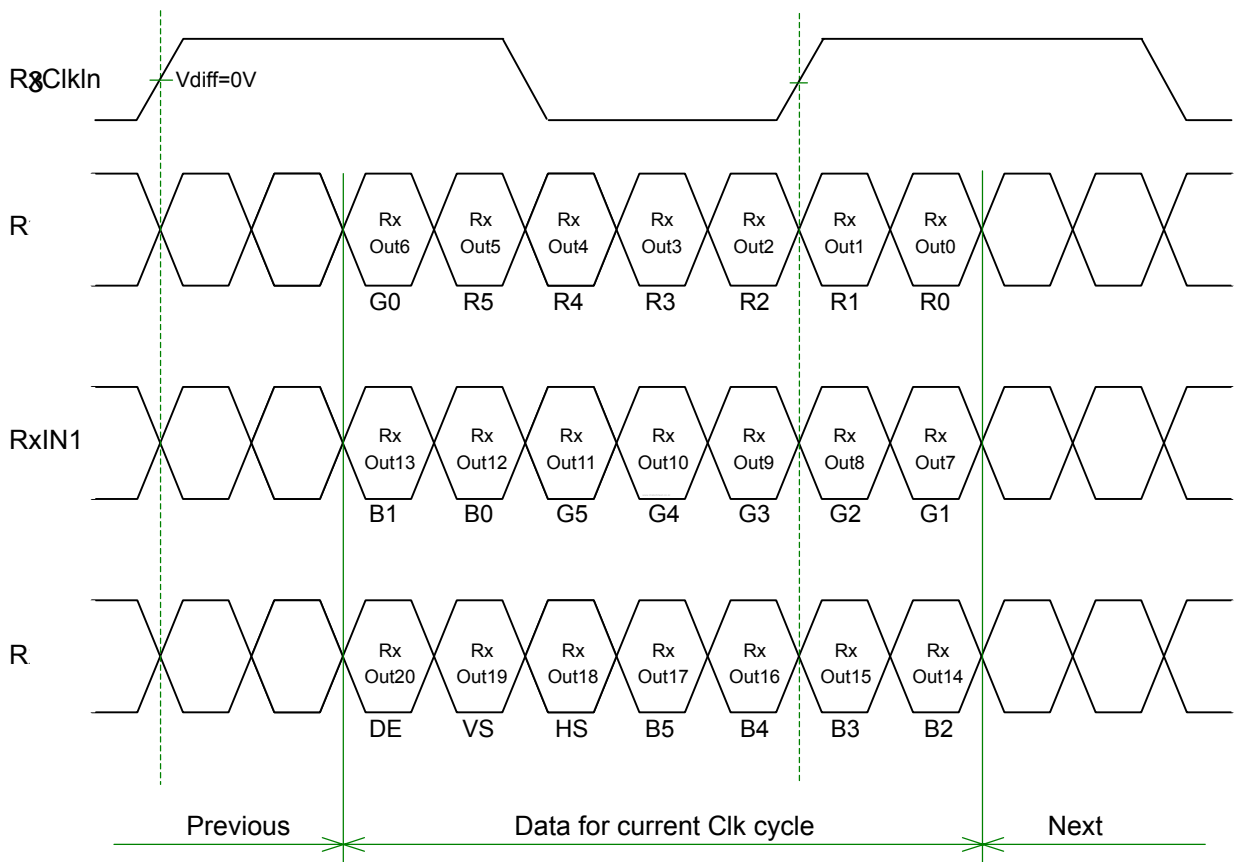 RxClkIn
Vdiff=0V
R
Rx Rx Rx Rx Rx Rx Rx
Out6 Out5 Out4 Out3 Out2 Out1 Out0
G0 R5 R4 R3 R2 R1 R0
RxIN1
Rx Rx Rx Rx Rx Rx Rx
Out13 Out12 Out11 Out10 Out9 Out8 Out7
B1 B0 G5 G4 G3 G2 G1
R
Rx Rx Rx Rx Rx Rx Rx
Out20 Out19 Out18 Out17 Out16 Out15 Out14
DE VS HS B5 B4 B3 B2
Previous Data for current Clk cycle Next